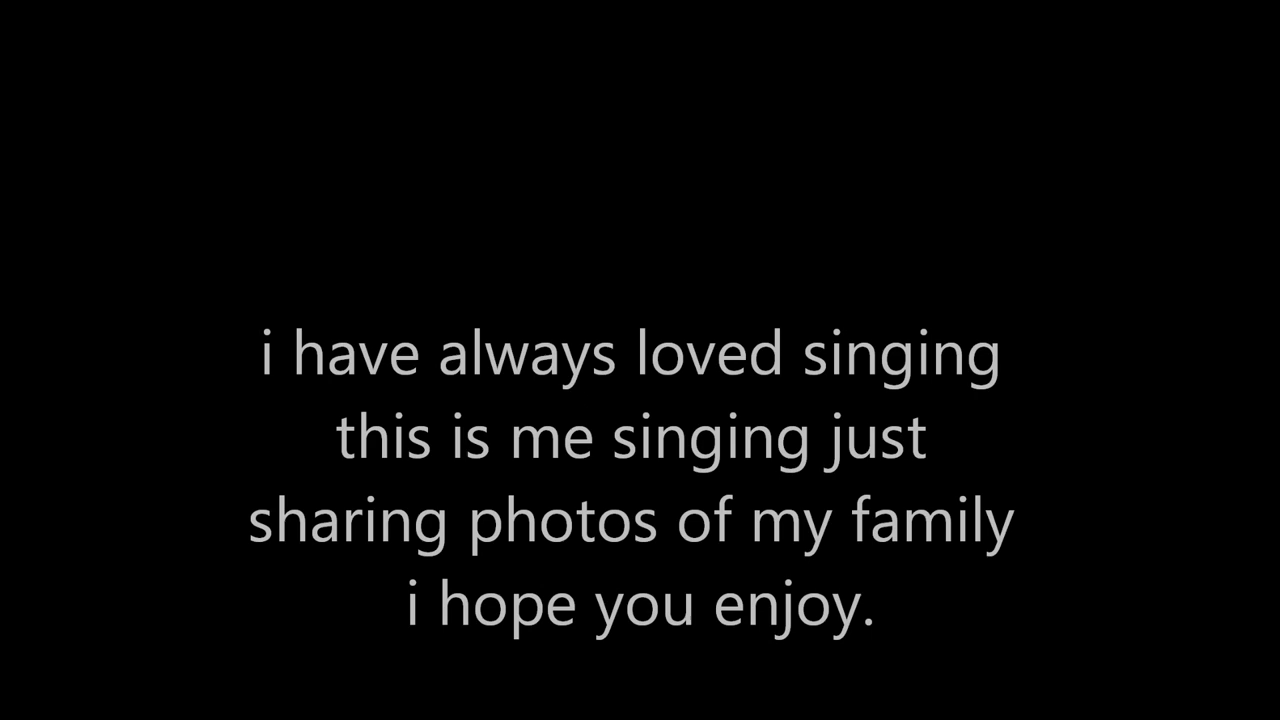 i have always loved singing
this is me singing just
sharing photos of my family
i hope you enjoy.